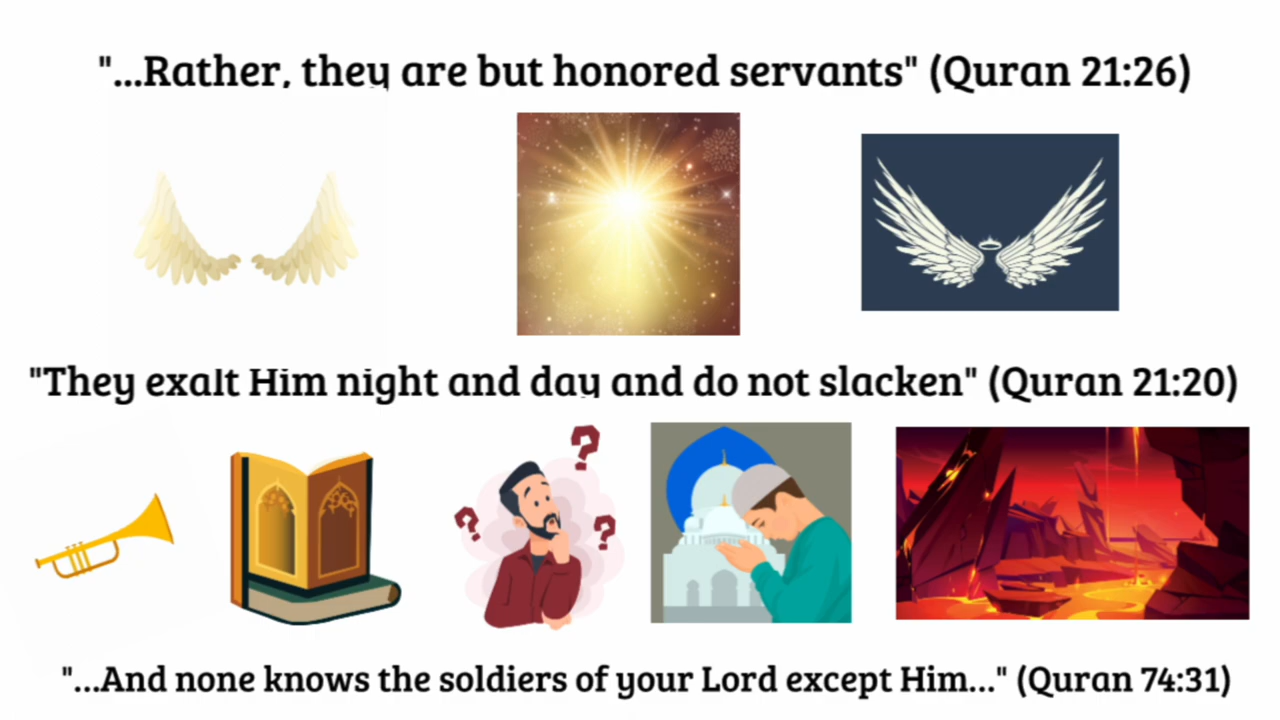 "...Rather, they are but honored servants" (Quran 21:26)
"They exalt Him night and day and do not slacken" (Quran 21:20)
? ? ?
"...And none knows the soldiers of your Lord except Him..." (Quran 74:31)